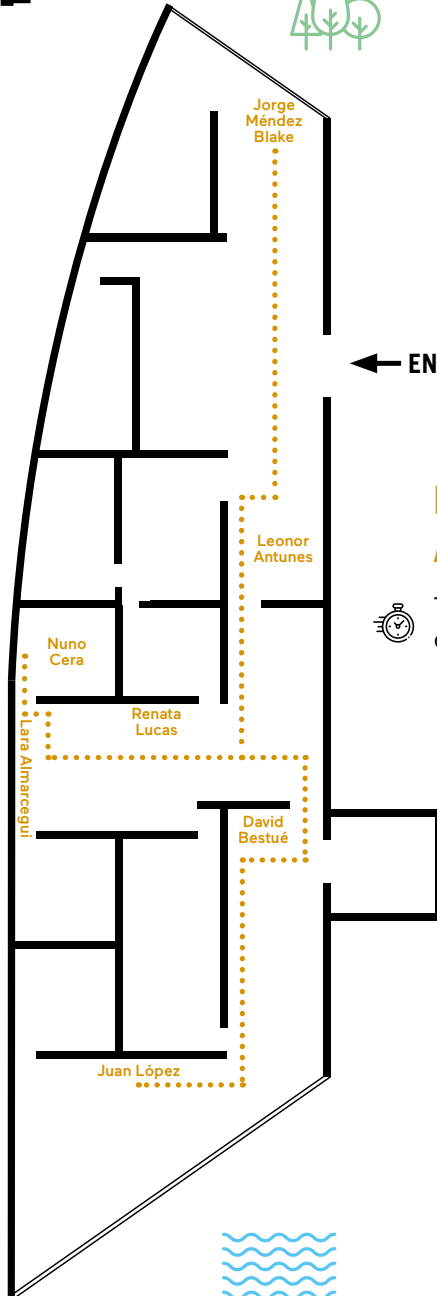 Jorge
Méndez
Blake
EN
Leonor
Antunes
Nuno
Cera
Renata
Lucas
Lara Almarcegui
David
Bestué
Juan López